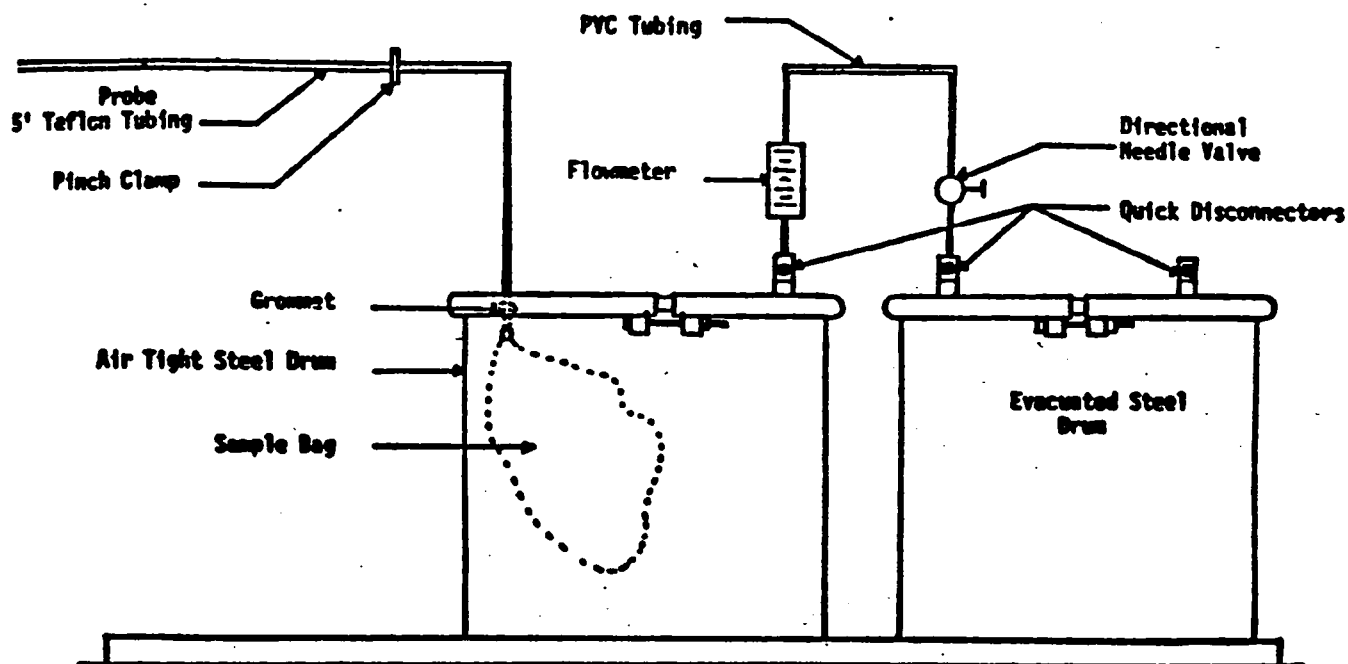 PVC Tubing
Probe
5' Teflon Tubing
Pinch Clamp
Flowmeter
Directional
Needle Valve
Quick Disconnectors
Grommet
Air Tight Steel Drum
Sample Bag
Evacuated Steel
Drum